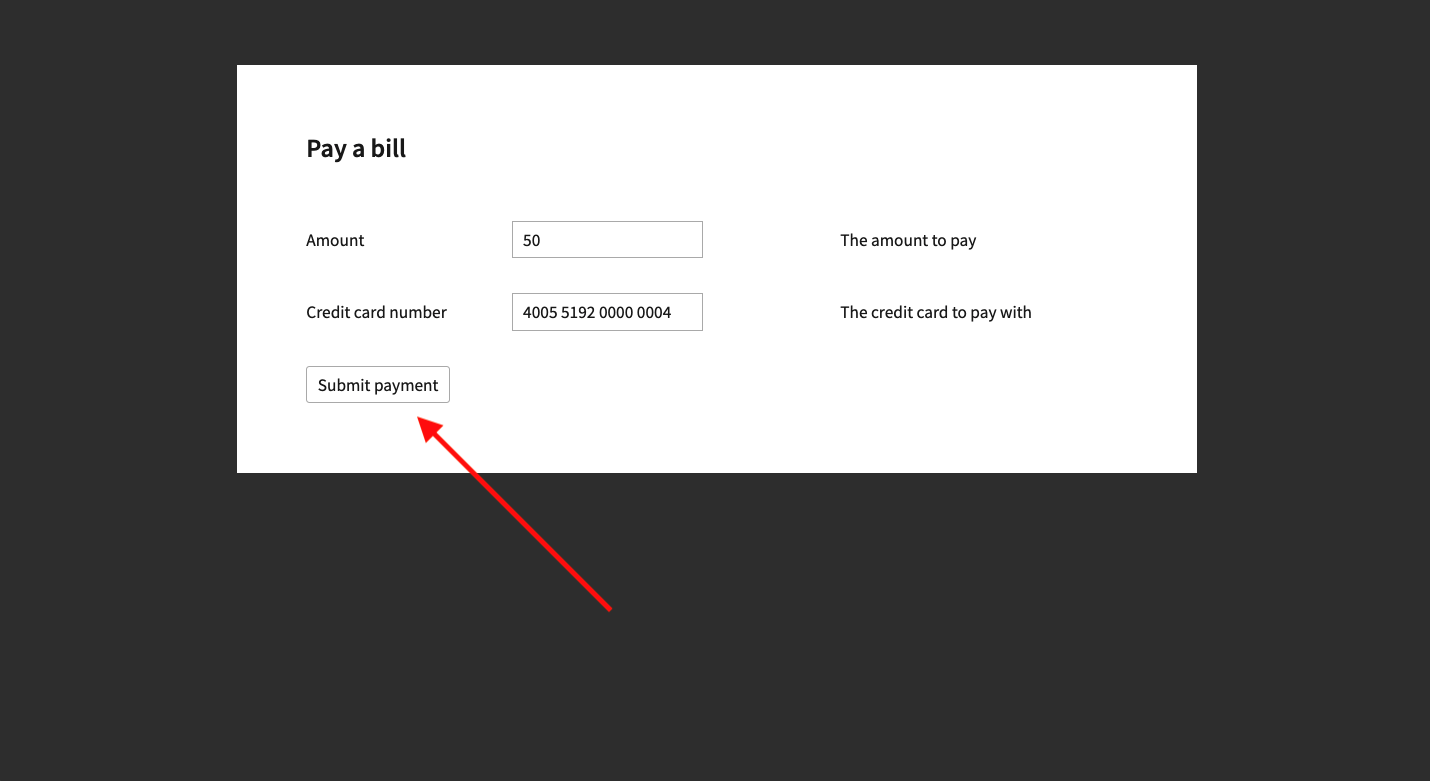 Pay a bill
Amount
50
The amount to pay
Credit card number
4005 5192 0000 0004
The credit card to pay with
Submit payment